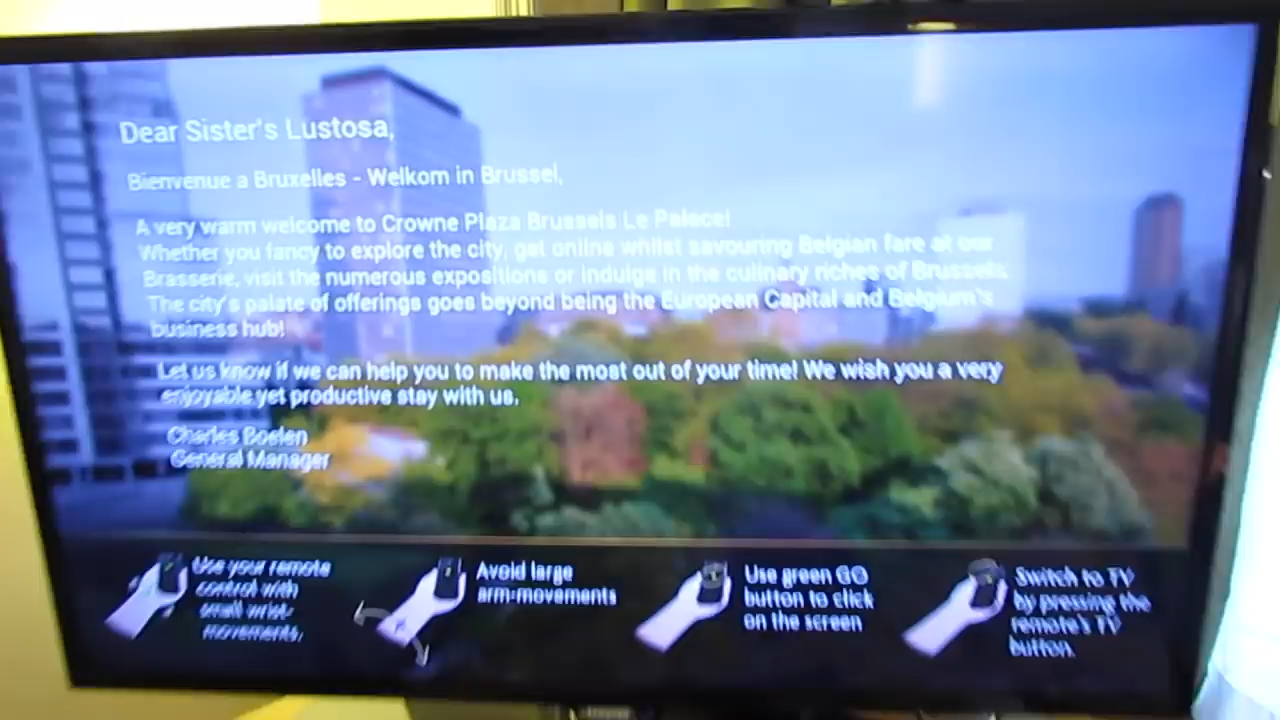 Dear Sister's Lustosa,
Bienvenue a Bruxelles - Welkom in Brussel,
A very warm welcome to Crowne Plaza Brussels Le Palace!
Whether you fancy to explore the city, get online whilst savouring Belgian fare at our
Brasserie, visit the numerous expositions or indulge in the culinary riches of Brussels.
The city's palate of offerings goes beyond being the European Capital and Belgium's
business hub!
Let us know if we can help you to make the most out of your time! We wish you a very
enjoyable yet productive stay with us.
Charles Boelen
General Manager
Use your remote
control with
small wrist-
movements.
Avoid large
arm-movements
Use green GO
button to click
on the screen
Switch to TV
by pressing the
remote's TV
button.